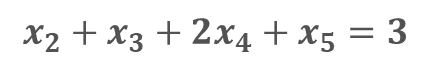 x₂ + x₃ + 2x₄ + x₅ = 3